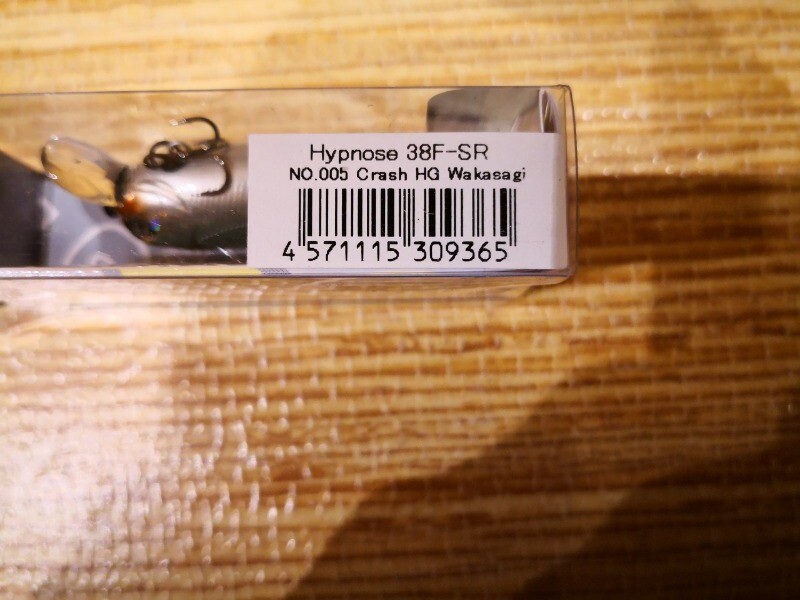 Hypnose 38F-SR
NO.005 Crash HG Wakasagi
4 571115 309365